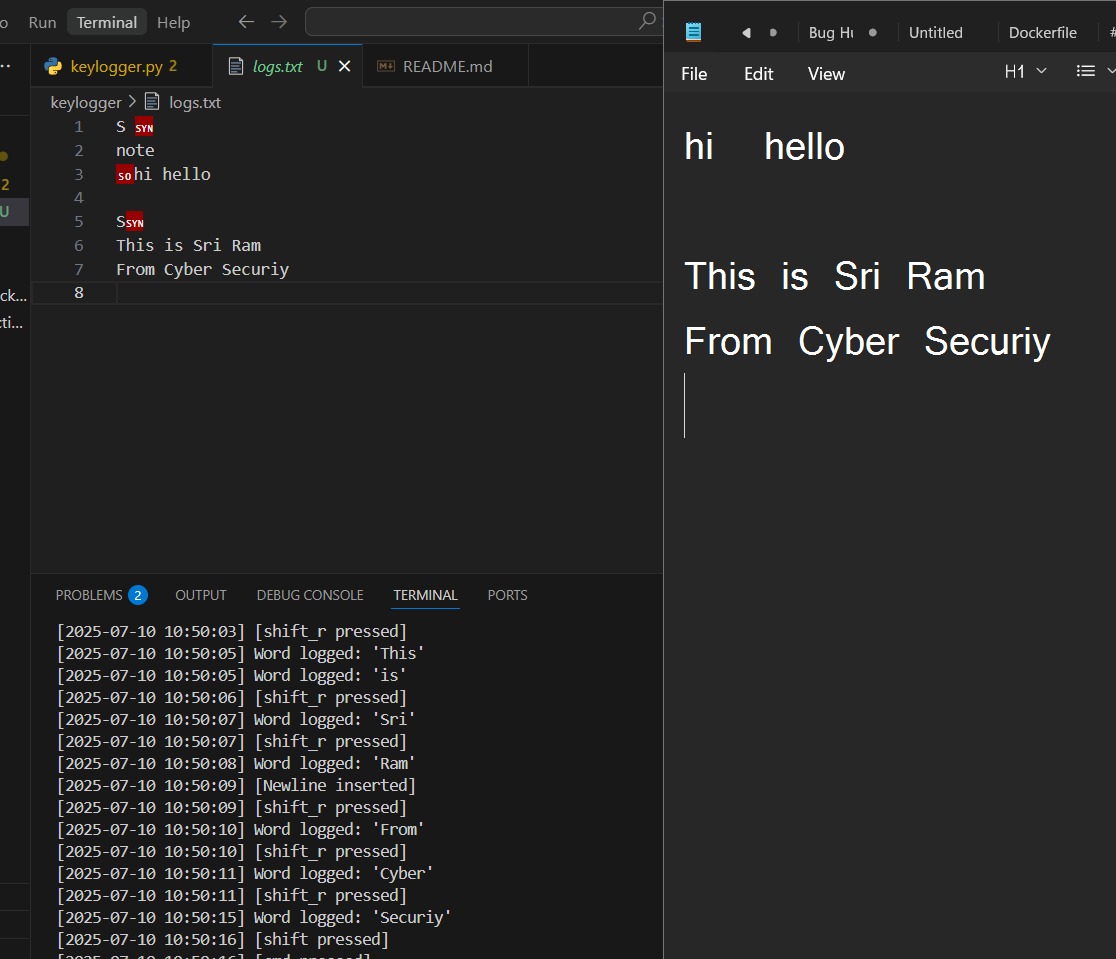 Run Terminal Help
keylogger.py 2 logs.txt U README.md
keylogger > logs.txt
1 S SYN
2 note
3 SOhi hello
4
5 SSYN
6 This is Sri Ram
7 From Cyber Securiy
8
2
U
ck...
cti...
PROBLEMS 2 OUTPUT DEBUG CONSOLE TERMINAL PORTS
[2025-07-10 10:50:03] [shift_r pressed]
[2025-07-10 10:50:05] Word logged: 'This'
[2025-07-10 10:50:05] Word logged: 'is'
[2025-07-10 10:50:06] [shift_r pressed]
[2025-07-10 10:50:07] Word logged: 'Sri'
[2025-07-10 10:50:07] [shift_r pressed]
[2025-07-10 10:50:08] Word logged: 'Ram'
[2025-07-10 10:50:09] [Newline inserted]
[2025-07-10 10:50:09] [shift_r pressed]
[2025-07-10 10:50:10] Word logged: 'From'
[2025-07-10 10:50:10] [shift_r pressed]
[2025-07-10 10:50:11] Word logged: 'Cyber'
[2025-07-10 10:50:11] [shift_r pressed]
[2025-07-10 10:50:15] Word logged: 'Securiy'
[2025-07-10 10:50:16] [shift pressed]
[2025-07-10 10:50:16] [cmd pressed]
Bug Hu Untitled Dockerfile #
File Edit View H1
hi hello
This is Sri Ram
From Cyber Securiy